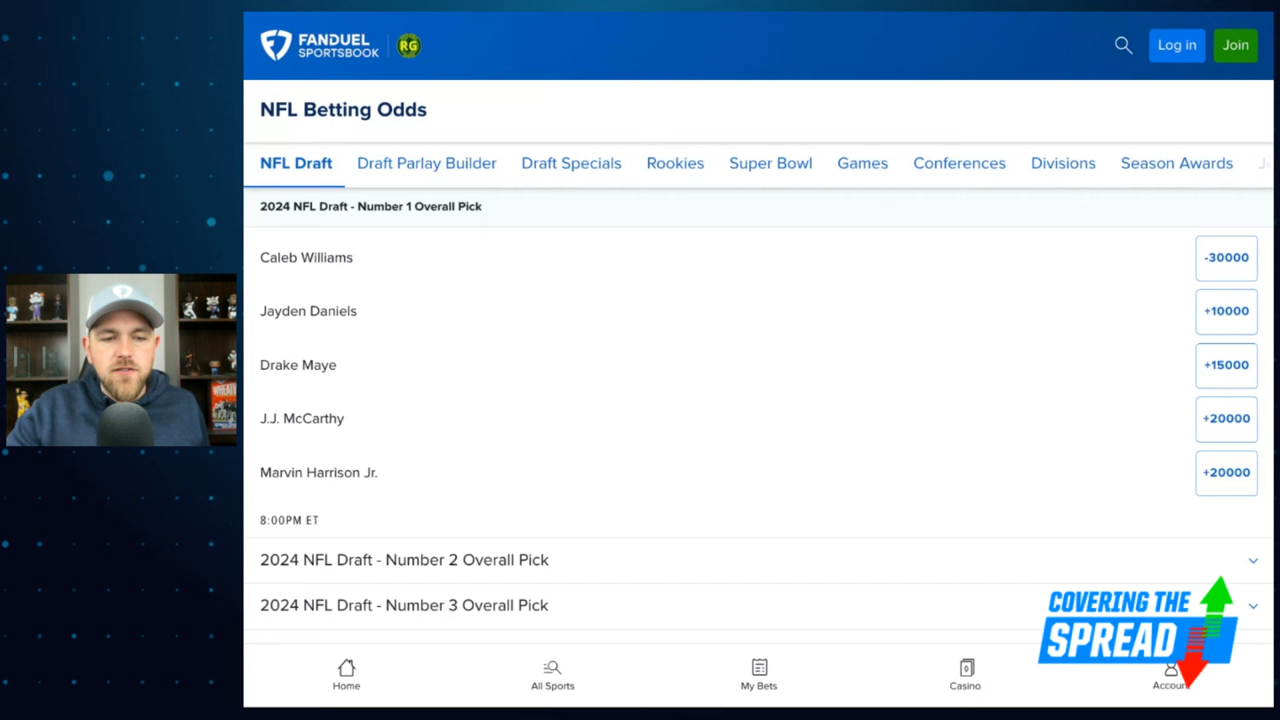 FANDUEL
SPORTSBOOK
RG
Log in
Join
NFL Betting Odds
NFL Draft
Draft Parlay Builder
Draft Specials
Rookies
Super Bowl
Games
Conferences
Divisions
Season Awards
2024 NFL Draft - Number 1 Overall Pick
Caleb Williams
-30000
Jayden Daniels
+10000
Drake Maye
+15000
J.J. McCarthy
+20000
Marvin Harrison Jr.
+20000
8:00PM ET
2024 NFL Draft - Number 2 Overall Pick
2024 NFL Draft - Number 3 Overall Pick
COVERING THE
SPREAD
Home
All Sports
My Bets
Casino
Account